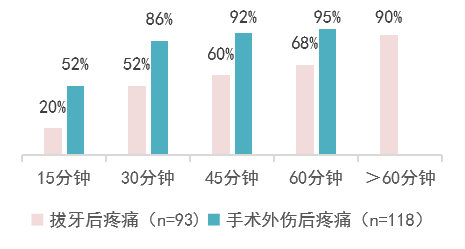 20% 52% 52% 86% 60% 92% 68% 95% 90%
15分钟 30分钟 45分钟 60分钟 ＞60分钟
拔牙后疼痛（n=93) 手术外伤后疼痛（n=118）